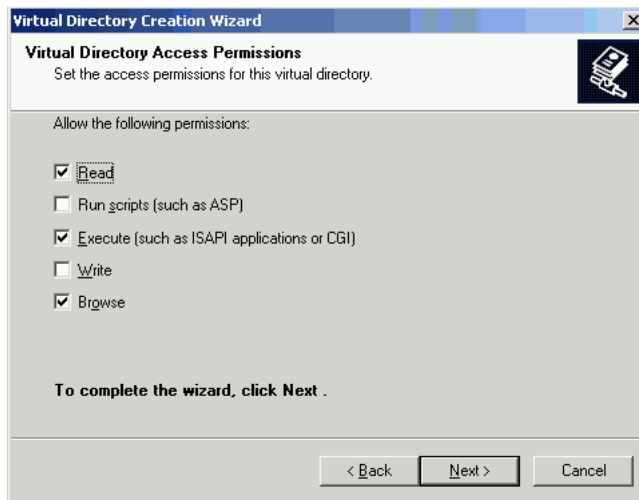 Virtual Directory Creation Wizard
Virtual Directory Access Permissions
Set the access permissions for this virtual directory.
Allow the following permissions:
Read
Run scripts (such as ASP)
Execute (such as ISAPI applications or CGI)
Write
Browse
To complete the wizard, click Next .
< Back Next > Cancel